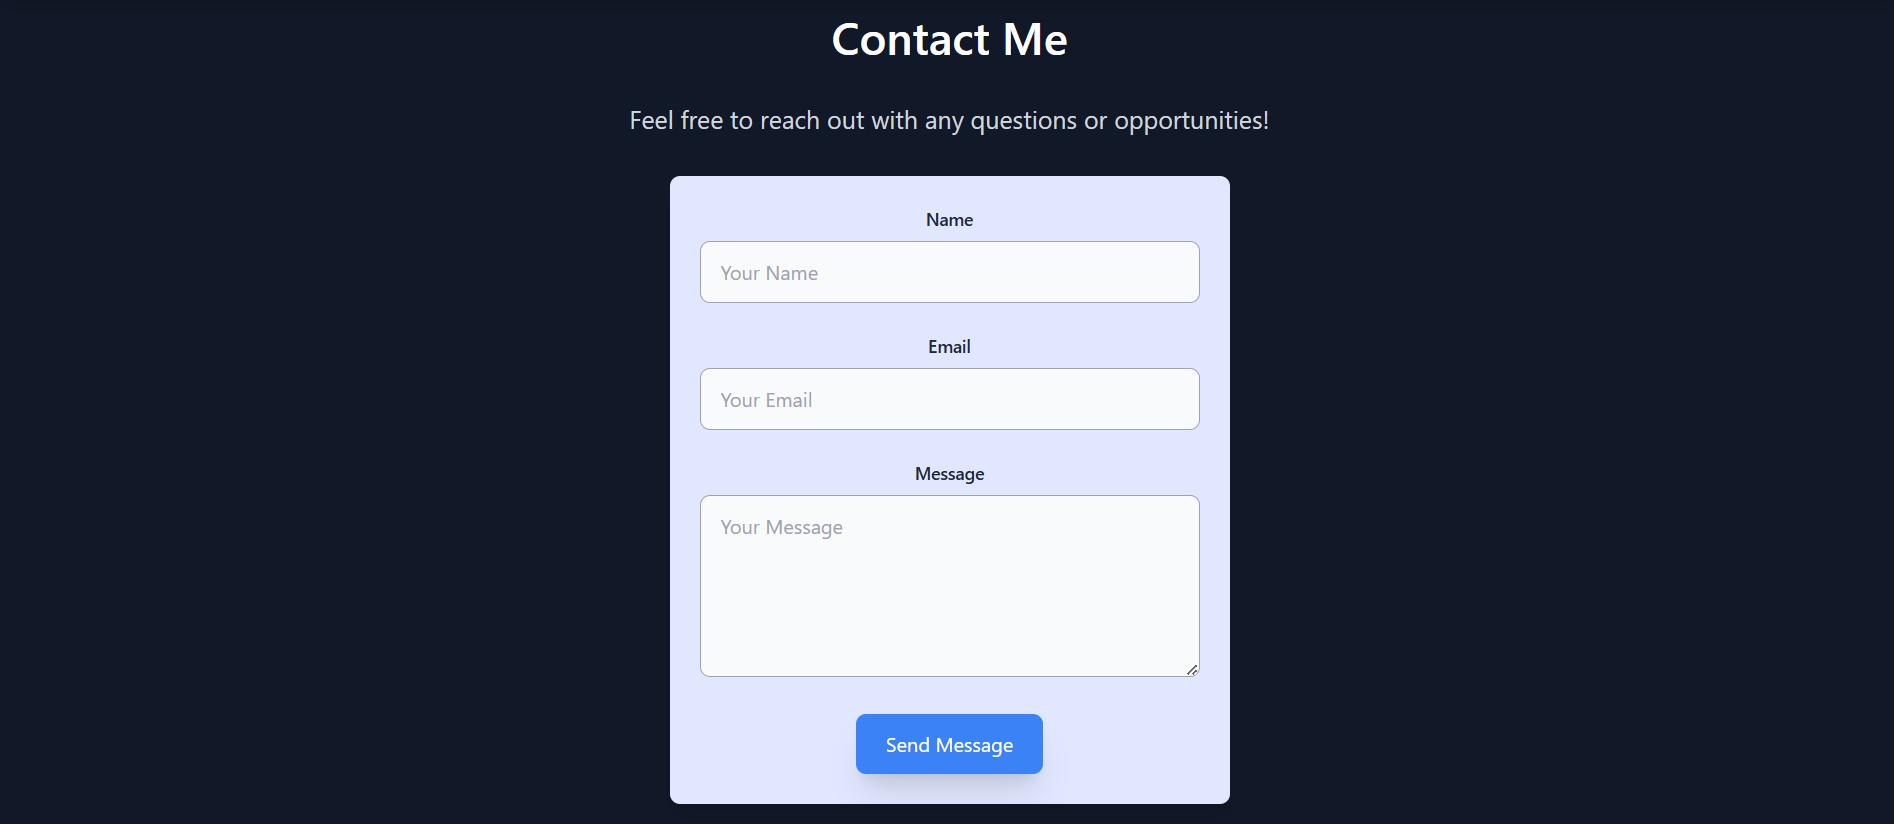 Contact Me
Feel free to reach out with any questions or opportunities!
Name
Your Name
Email
Your Email
Message
Your Message
Send Message